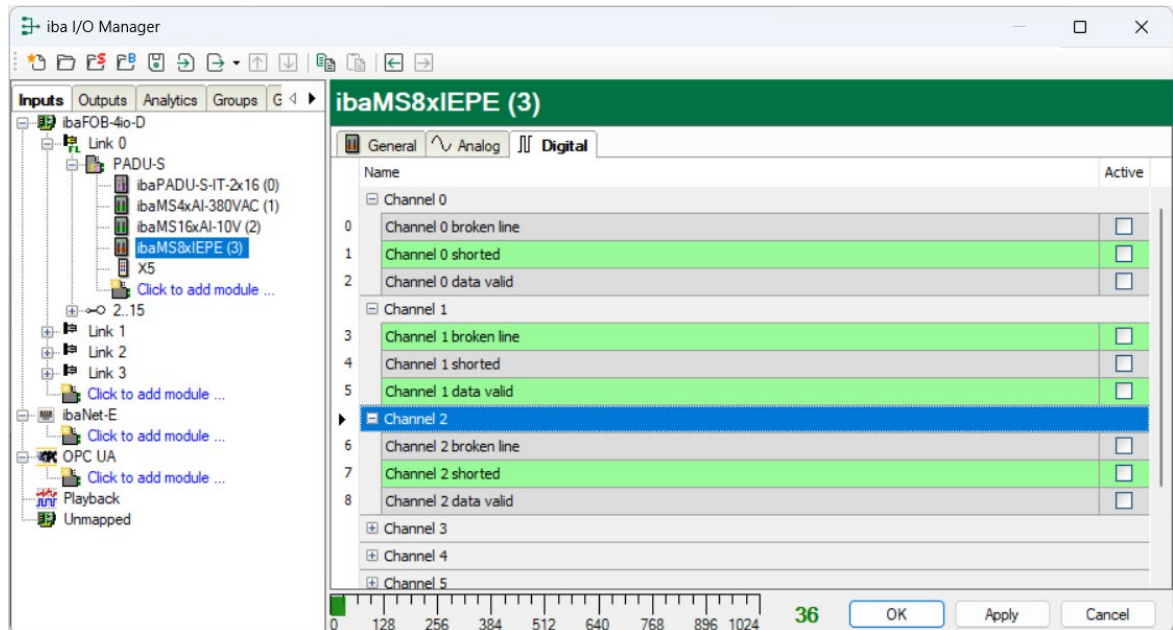 iba I/O Manager
Inputs Outputs Analytics Groups G
ibaFOB-4io-D
Link 0
PADU-S
ibaPADU-S-IT-2x16 (0)
ibaMS4xAI-380VAC (1)
ibaMS16xAI-10V (2)
ibaMS8xIEPE (3)
X5
Click to add module ...
2..15
Link 1
Link 2
Link 3
Click to add module ...
ibaNet-E
Click to add module ...
OPC UA
Click to add module ...
Playback
Unmapped
ibaMS8xIEPE (3)
General Analog Digital
Name Active
Channel 0
0 Channel 0 broken line
1 Channel 0 shorted
2 Channel 0 data valid
Channel 1
3 Channel 1 broken line
4 Channel 1 shorted
5 Channel 1 data valid
Channel 2
6 Channel 2 broken line
7 Channel 2 shorted
8 Channel 2 data valid
Channel 3
Channel 4
Channel 5
0 128 256 384 512 640 768 896 1024
36 OK Apply Cancel